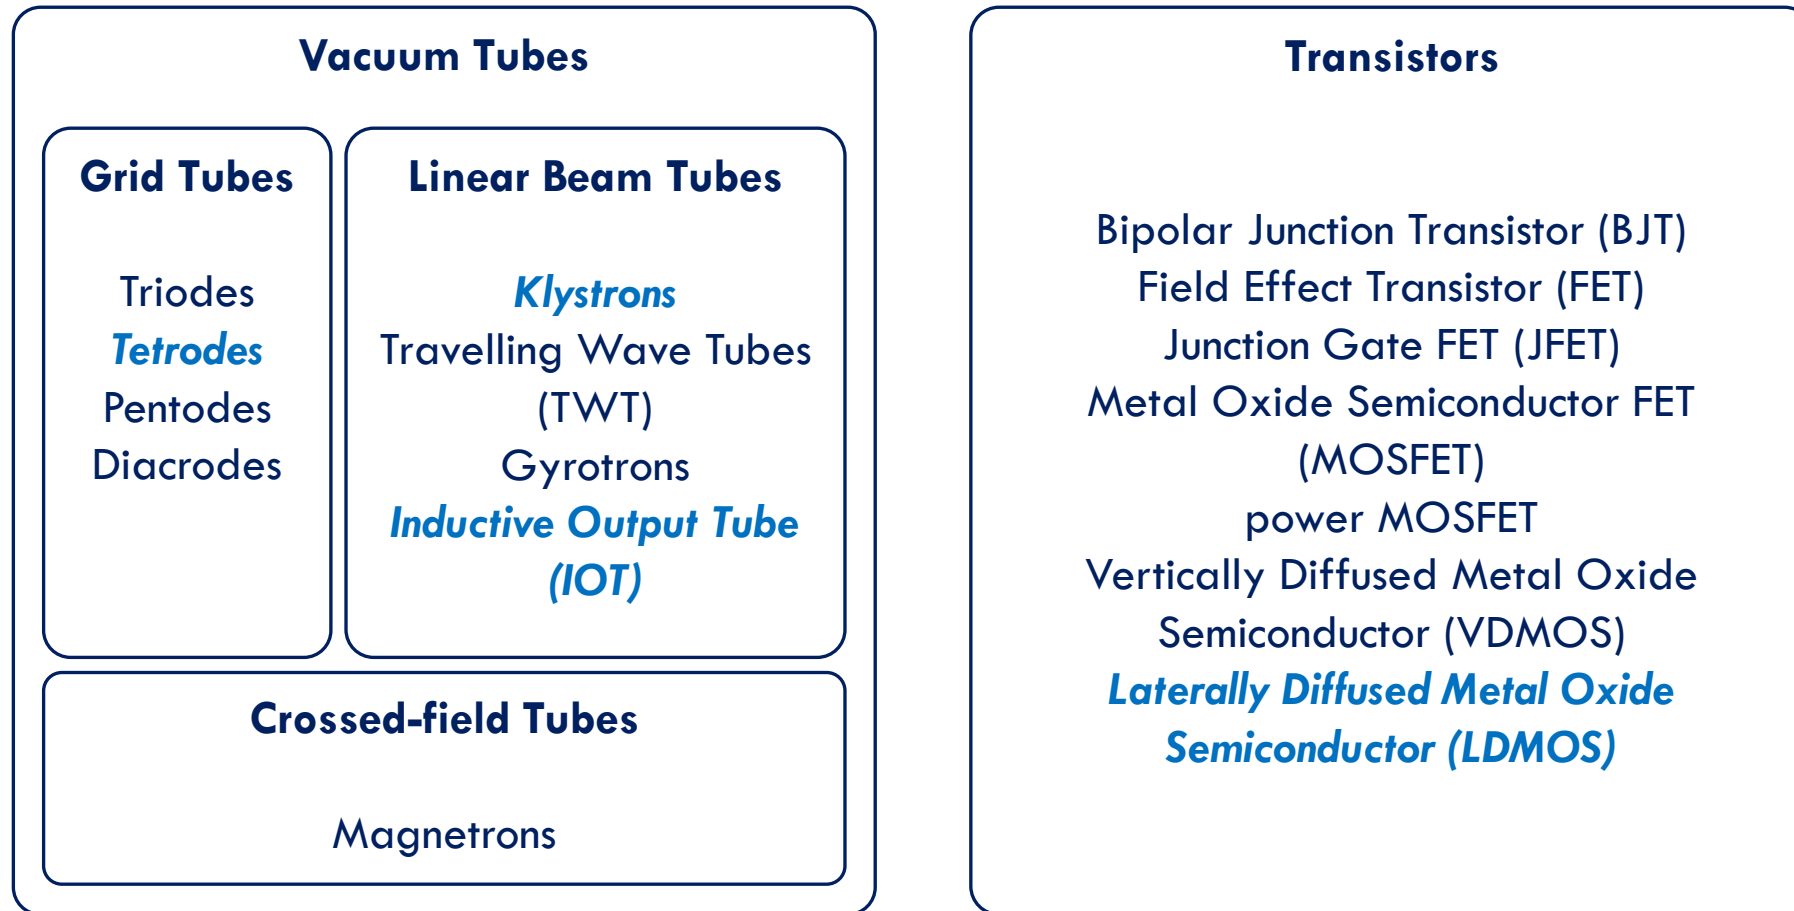 Vacuum Tubes
Grid Tubes
Triodes
Tetrodes
Pentodes
Diacrodes
Linear Beam Tubes
Klystrons
Travelling Wave Tubes
(TWT)
Gyrotrons
Inductive Output Tube
(IOT)
Crossed-field Tubes
Magnetrons
Transistors
Bipolar Junction Transistor (BJT)
Field Effect Transistor (FET)
Junction Gate FET (JFET)
Metal Oxide Semiconductor FET
(MOSFET)
power MOSFET
Vertically Diffused Metal Oxide
Semiconductor (VDMOS)
Laterally Diffused Metal Oxide
Semiconductor (LDMOS)